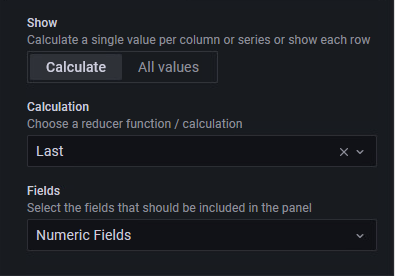 Show
Calculate a single value per column or series or show each row
Calculate All values
Calculation
Choose a reducer function / calculation
Last
Fields
Select the fields that should be included in the panel
Numeric Fields